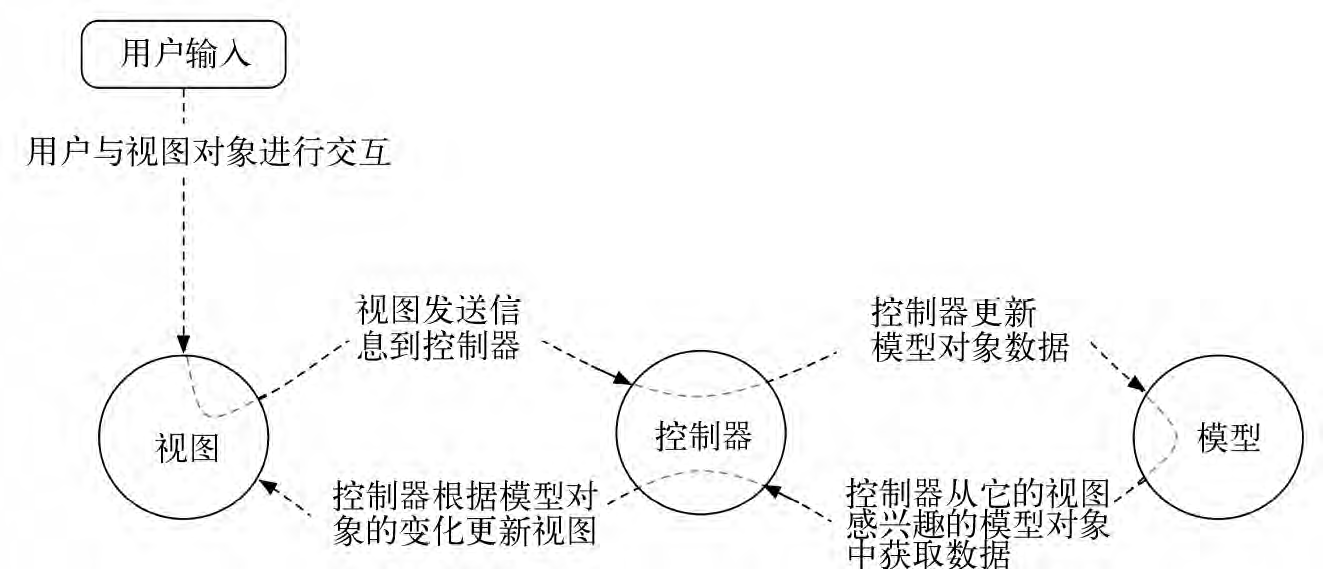 用户输入
用户与视图对象进行交互
视图发送信
息到控制器
控制器更新
模型对象数据
视图
控制器
模型
控制器根据模型对
象的变化更新视图
控制器从它的视图
感兴趣的模型对象
中获取数据